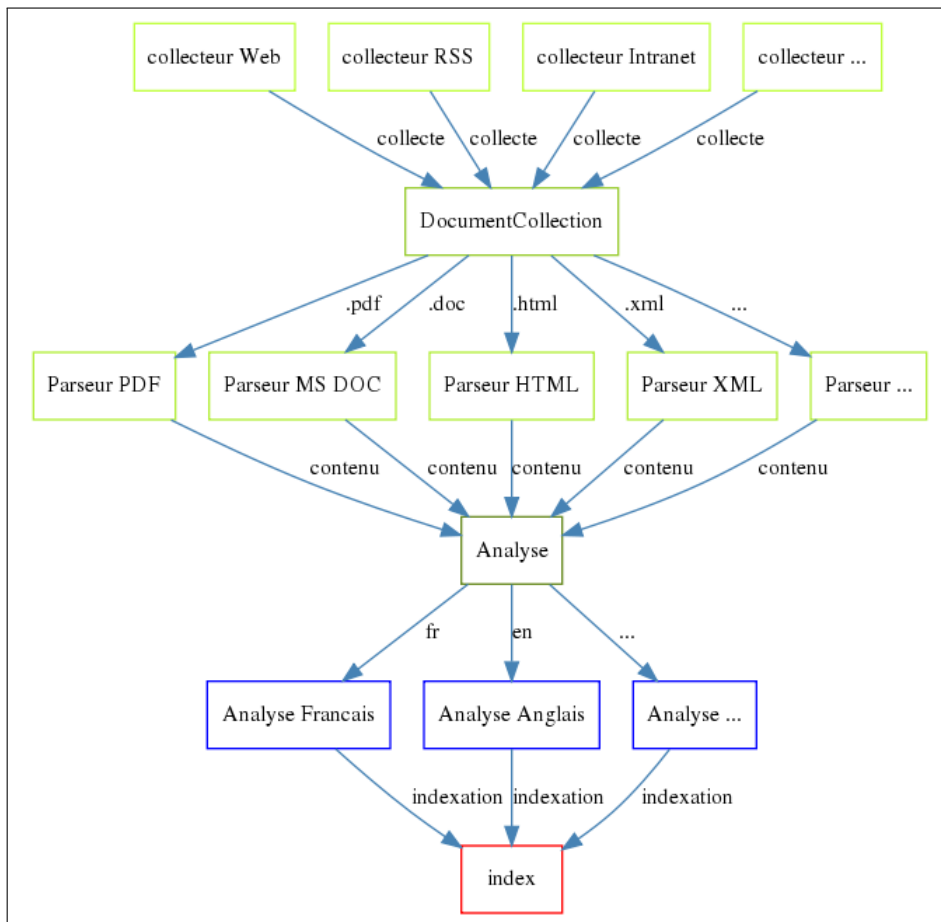 collecteur Web
collecteur RSS
collecteur Intranet
collecteur ...
collecte
collecte
collecte
collecte
DocumentCollection
.pdf
.doc
.html
.xml
...
Parseur PDF
Parseur MS DOC
Parseur HTML
Parseur XML
Parseur ...
contenu
contenu
contenu
contenu
contenu
Analyse
fr
en
...
Analyse Francais
Analyse Anglais
Analyse ...
indexation
indexation
indexation
index